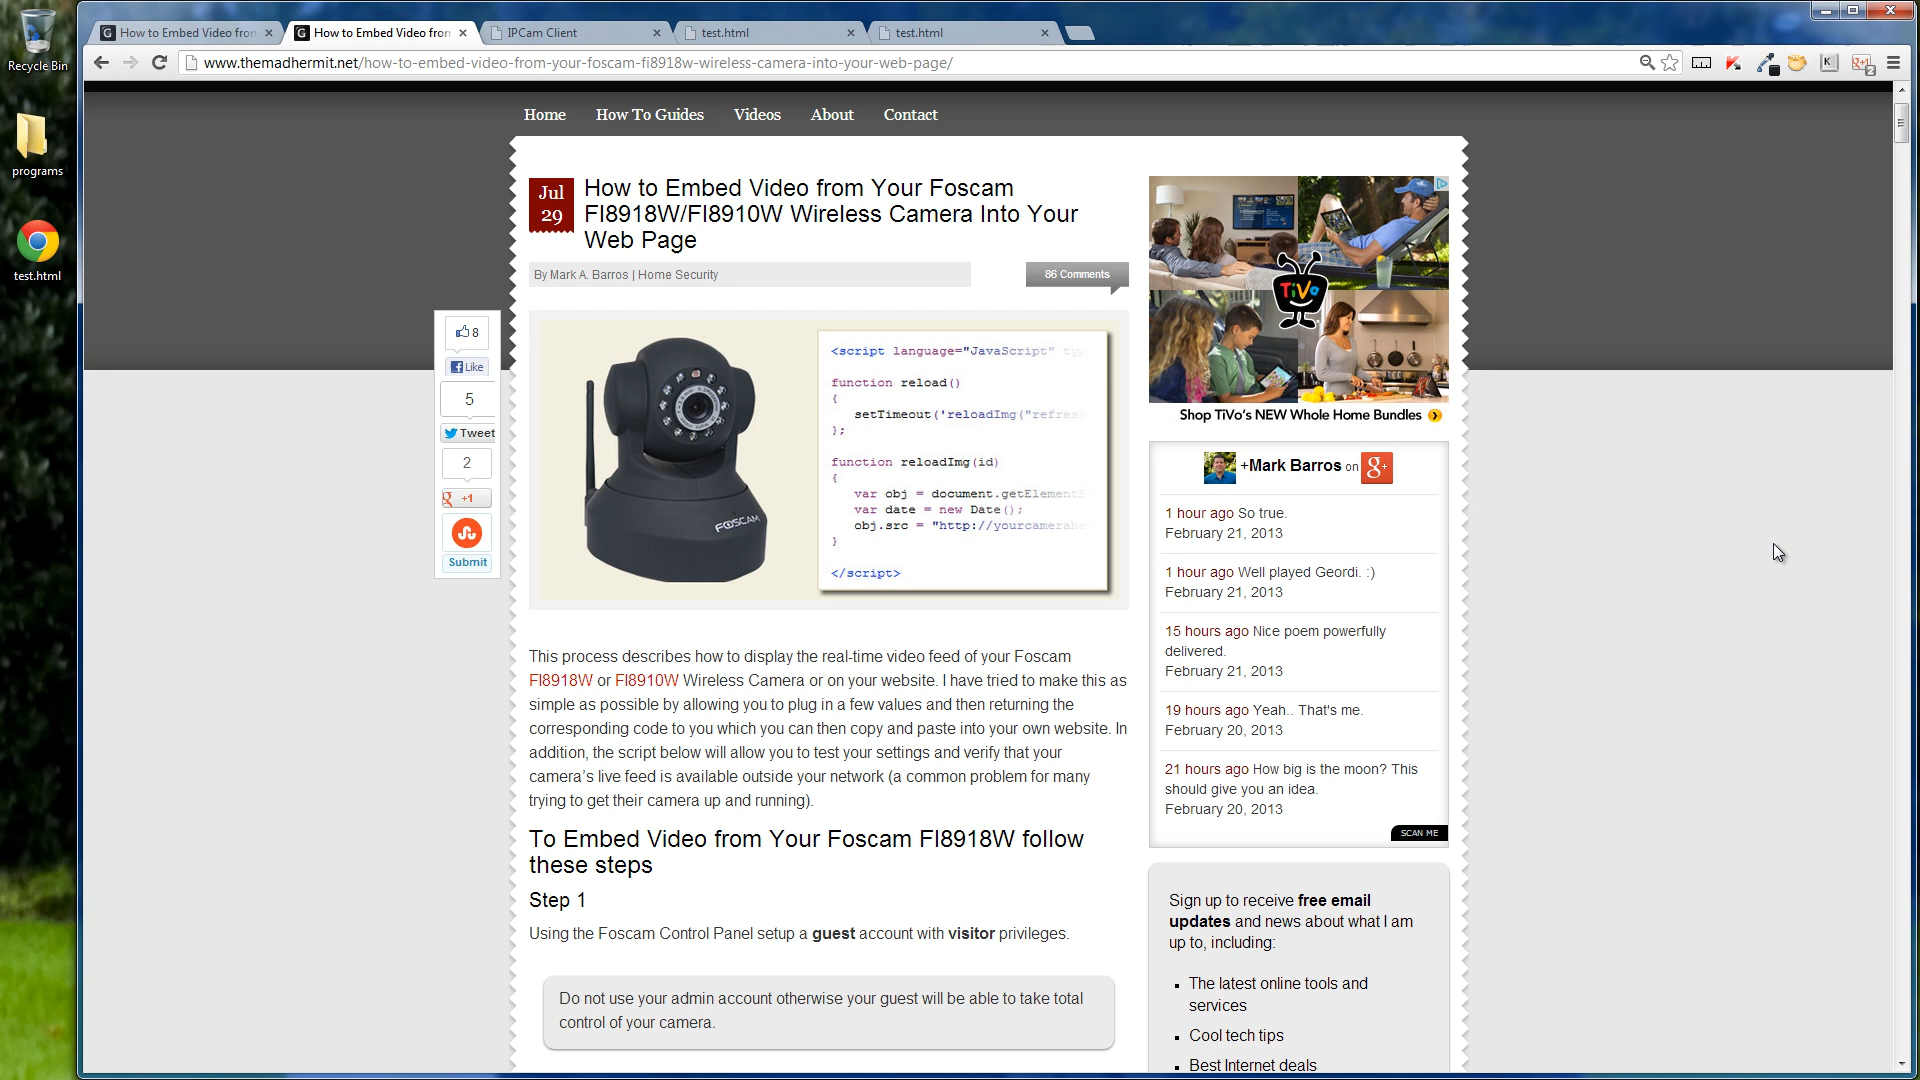 Recycle Bin
programs
test.html
How to Embed Video fron
How to Embed Video fron
IPCam Client
test.html
test.html
www.themadhermit.net/how-to-embed-video-from-your-foscam-fi8918w-wireless-camera-into-your-web-page/
Home
How To Guides
Videos
About
Contact
Jul
29
How to Embed Video from Your Foscam
FI8918W/FI8910W Wireless Camera Into Your
Web Page
By Mark A. Barros | Home Security
86 Comments
8
Like
5
Tweet
2
+1
Submit
FOSCAM
<script language="JavaScript" typ
function reload()
{
setTimeout('reloadImg("refres
};
function reloadImg(id)
{
var obj = document.getElementB
var date = new Date();
obj.src = "http://yourcamerahe
}
</script>
This process describes how to display the real-time video feed of your Foscam
FI8918W or FI8910W Wireless Camera or on your website. I have tried to make this as
simple as possible by allowing you to plug in a few values and then returning the
corresponding code to you which you can then copy and paste into your own website. In
addition, the script below will allow you to test your settings and verify that your
camera's live feed is available outside your network (a common problem for many
trying to get their camera up and running).
To Embed Video from Your Foscam FI8918W follow
these steps
Step 1
Using the Foscam Control Panel setup a guest account with visitor privileges.
Do not use your admin account otherwise your guest will be able to take total
control of your camera.
TiVo
Shop TiVo's NEW Whole Home Bundles
+Mark Barros on g+
1 hour ago So true.
February 21, 2013
1 hour ago Well played Geordi. :)
February 21, 2013
15 hours ago Nice poem powerfully
delivered.
February 21, 2013
19 hours ago Yeah.. That's me.
February 20, 2013
21 hours ago How big is the moon? This
should give you an idea.
February 20, 2013
SCAN ME
Sign up to receive free email
updates and news about what I am
up to, including:
The latest online tools and
services
Cool tech tips
Best Internet deals